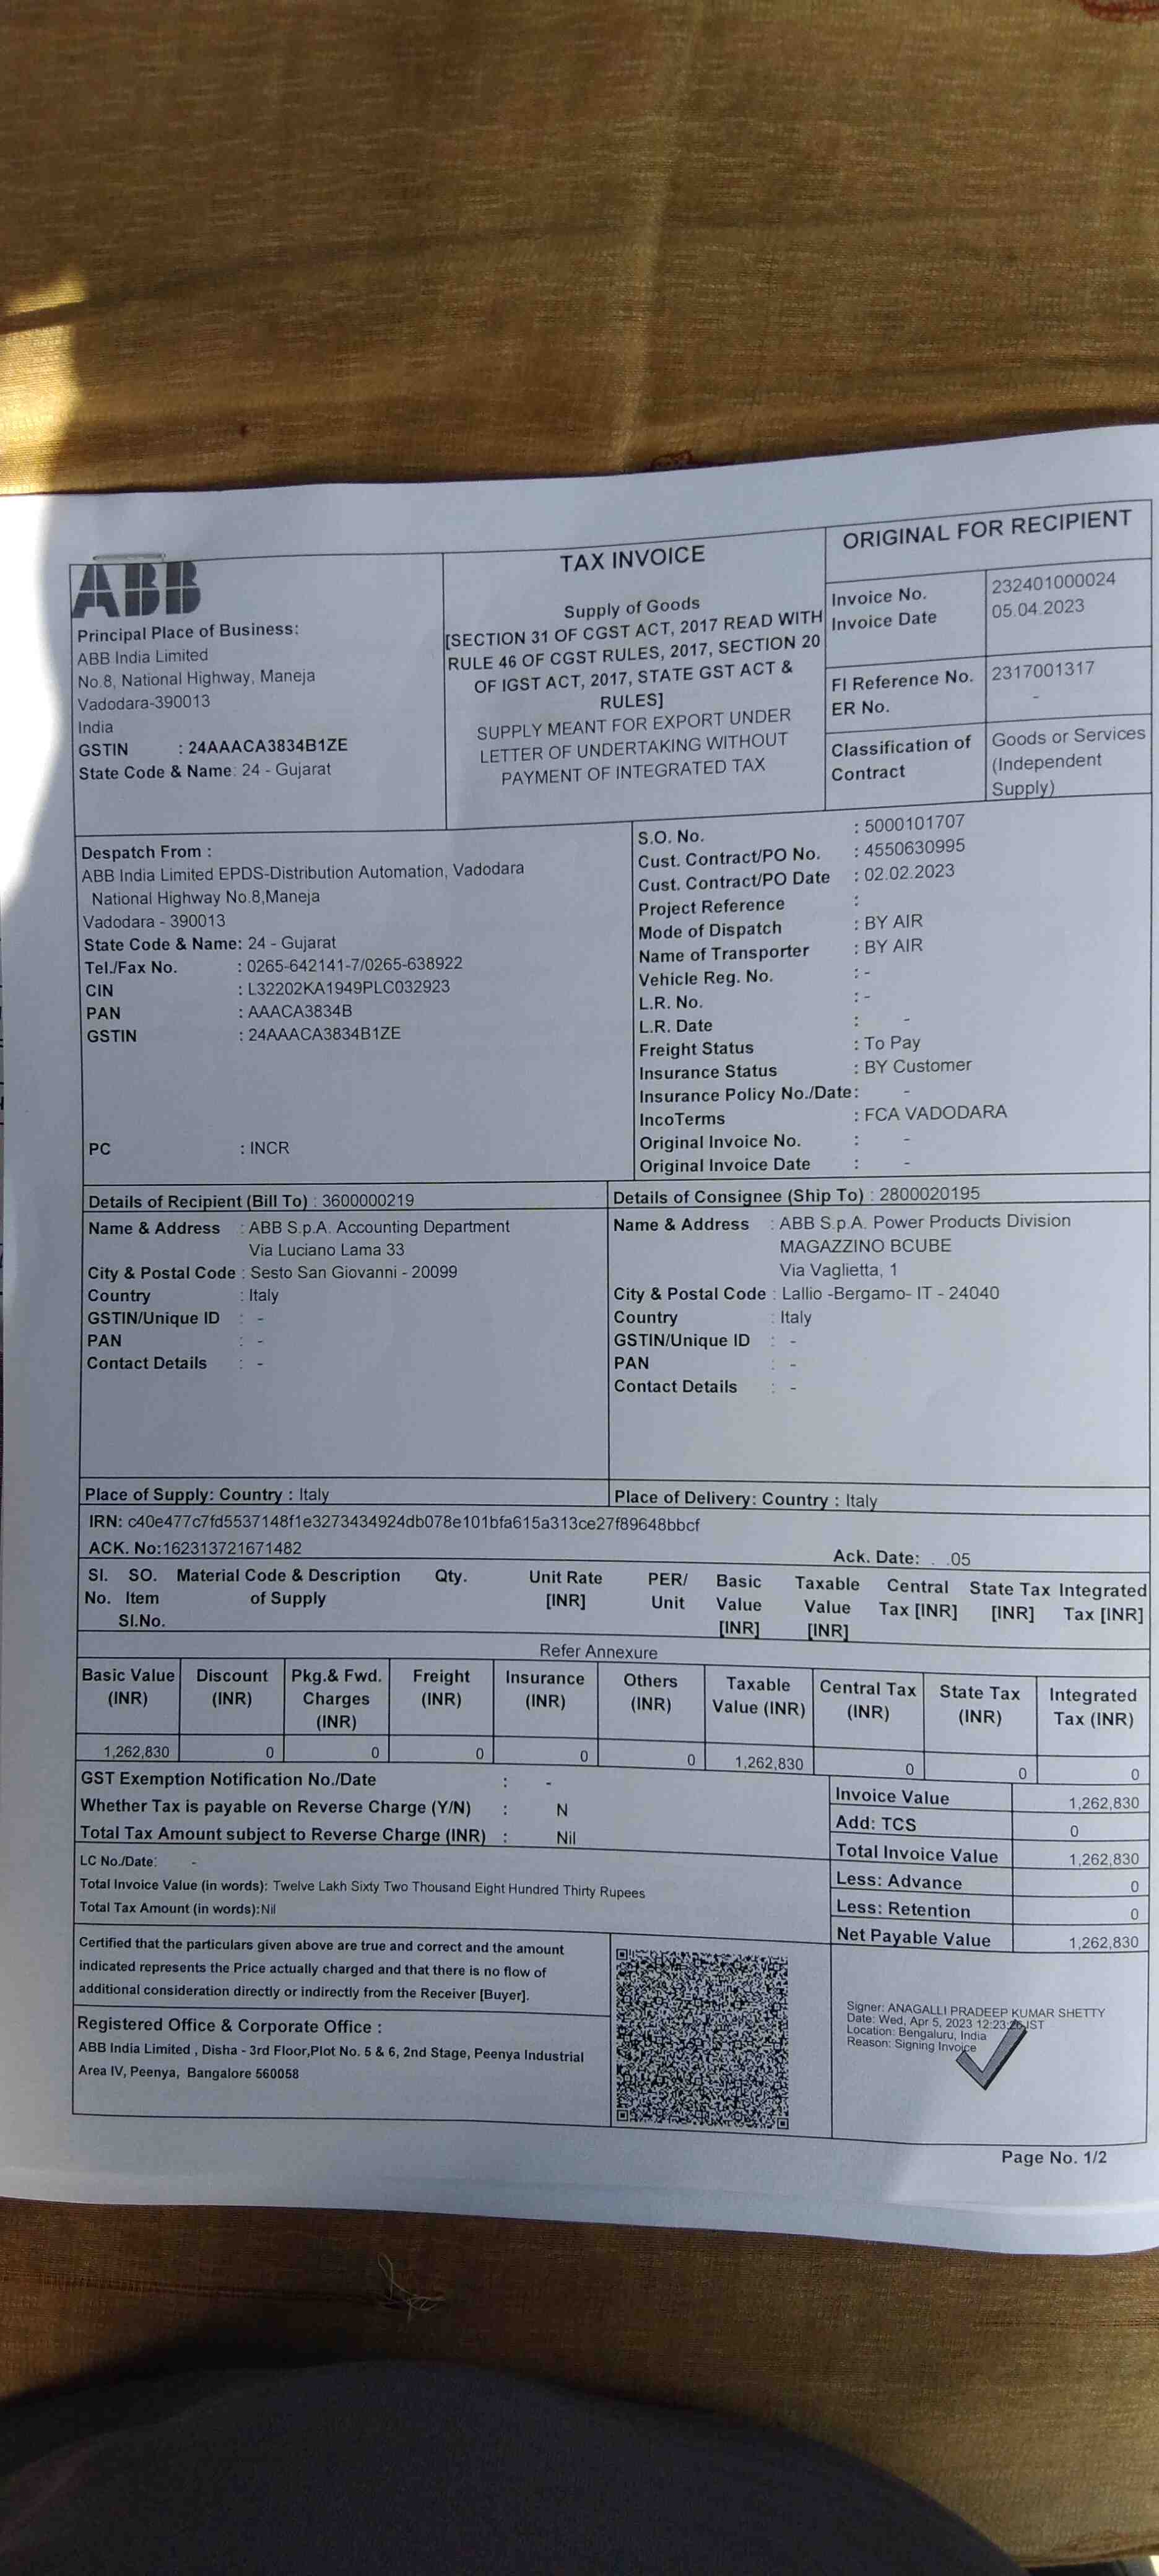 ABB
Principal Place of Business:
ABB India Limited
No.8, National Highway, Maneja
Vadodara-390013
India
GSTIN : 24AAACA3834B1ZE
State Code & Name: 24 - Gujarat
TAX INVOICE
Supply of Goods
[SECTION 31 OF CGST ACT, 2017 READ WITH
RULE 46 OF CGST RULES, 2017, SECTION 20
OF IGST ACT, 2017, STATE GST ACT &
RULES]
SUPPLY MEANT FOR EXPORT UNDER
LETTER OF UNDERTAKING WITHOUT
PAYMENT OF INTEGRATED TAX
ORIGINAL FOR RECIPIENT
Invoice No. 232401000024
Invoice Date 05.04.2023
FI Reference No. 2317001317
ER No. -
Classification of Contract Goods or Services (Independent Supply)
Despatch From :
ABB India Limited EPDS-Distribution Automation, Vadodara
National Highway No.8,Maneja
Vadodara - 390013
State Code & Name: 24 - Gujarat
Tel./Fax No. : 0265-642141-7/0265-638922
CIN : L32202KA1949PLC032923
PAN : AAACA3834B
GSTIN : 24AAACA3834B1ZE
PC : INCR
S.O. No. : 5000101707
Cust. Contract/PO No. : 4550630995
Cust. Contract/PO Date : 02.02.2023
Project Reference :
Mode of Dispatch : BY AIR
Name of Transporter : BY AIR
Vehicle Reg. No. : -
L.R. No. : -
L.R. Date : -
Freight Status : To Pay
Insurance Status : BY Customer
Insurance Policy No./Date: -
IncoTerms : FCA VADODARA
Original Invoice No. : -
Original Invoice Date : -
Details of Recipient (Bill To) : 3600000219
Name & Address : ABB S.p.A. Accounting Department
Via Luciano Lama 33
City & Postal Code : Sesto San Giovanni - 20099
Country : Italy
GSTIN/Unique ID : -
PAN : -
Contact Details : -
Details of Consignee (Ship To) : 2800020195
Name & Address : ABB S.p.A. Power Products Division
MAGAZZINO BCUBE
Via Vaglietta, 1
City & Postal Code : Lallio -Bergamo- IT - 24040
Country : Italy
GSTIN/Unique ID : -
PAN : -
Contact Details : -
Place of Supply: Country : Italy
Place of Delivery: Country : Italy
IRN: c40e477c7fd5537148f1e3273434924db078e101bfa615a313ce27f89648bbcf
ACK. No:162313721671482
Ack. Date: . .05
Sl. No. SO. Item Sl.No. Material Code & Description of Supply Qty. Unit Rate [INR] PER/ Unit Basic Value [INR] Taxable Value [INR] Central Tax [INR] State Tax [INR] Integrated Tax [INR]
Refer Annexure
Basic Value (INR) Discount (INR) Pkg.& Fwd. Charges (INR) Freight (INR) Insurance (INR) Others (INR) Taxable Value (INR) Central Tax (INR) State Tax (INR) Integrated Tax (INR)
1,262,830 0 0 0 0 0 1,262,830 0 0 0
GST Exemption Notification No./Date : -
Whether Tax is payable on Reverse Charge (Y/N) : N
Total Tax Amount subject to Reverse Charge (INR) : Nil
LC No./Date: -
Total Invoice Value (in words): Twelve Lakh Sixty Two Thousand Eight Hundred Thirty Rupees
Total Tax Amount (in words):Nil
Invoice Value 1,262,830
Add: TCS 0
Total Invoice Value 1,262,830
Less: Advance 0
Less: Retention 0
Net Payable Value 1,262,830
Certified that the particulars given above are true and correct and the amount
indicated represents the Price actually charged and that there is no flow of
additional consideration directly or indirectly from the Receiver [Buyer].
Registered Office & Corporate Office :
ABB India Limited , Disha - 3rd Floor,Plot No. 5 & 6, 2nd Stage, Peenya Industrial
Area IV, Peenya, Bangalore 560058
Signer: ANAGALLI PRADEEP KUMAR SHETTY
Date: Wed, Apr 5, 2023 12:23:26 IST
Location: Bengaluru, India
Reason: Signing Invoice
Page No. 1/2